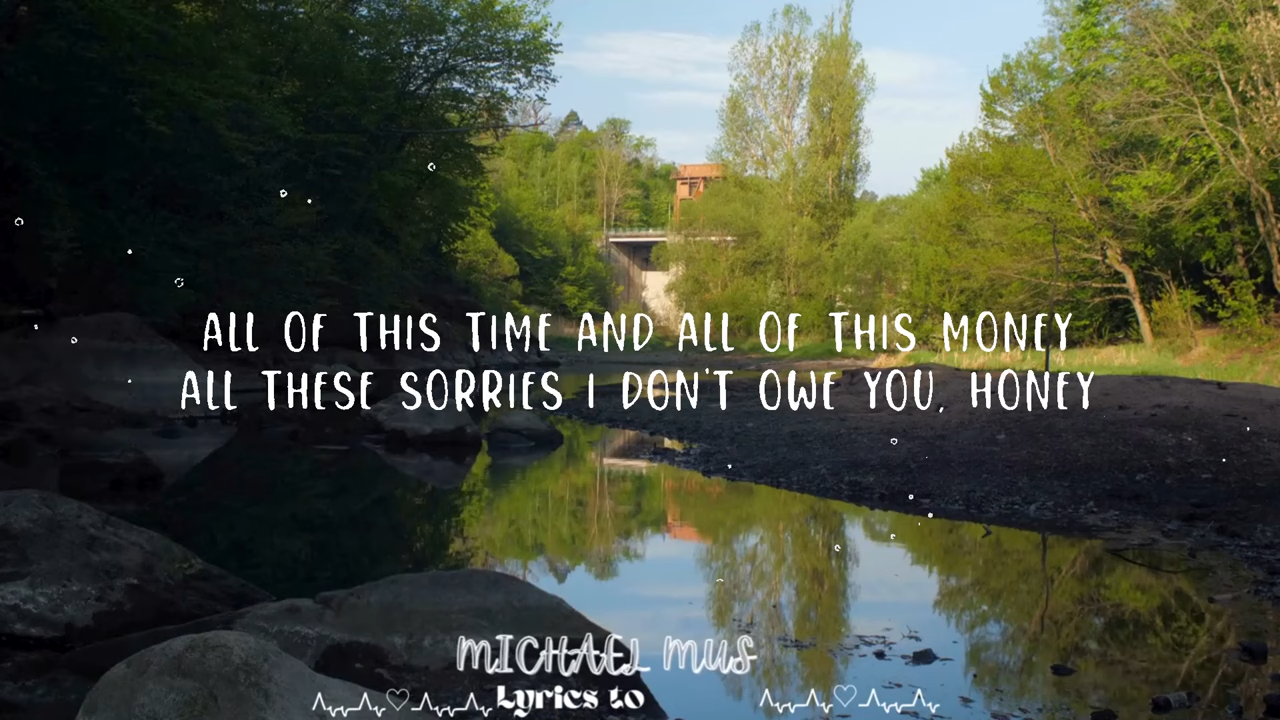 ALL OF THIS TIME AND ALL OF THIS MONEY
ALL THESE SORRIES I DON'T OWE YOU, HONEY
MICHAEL MUS
Lyrics to